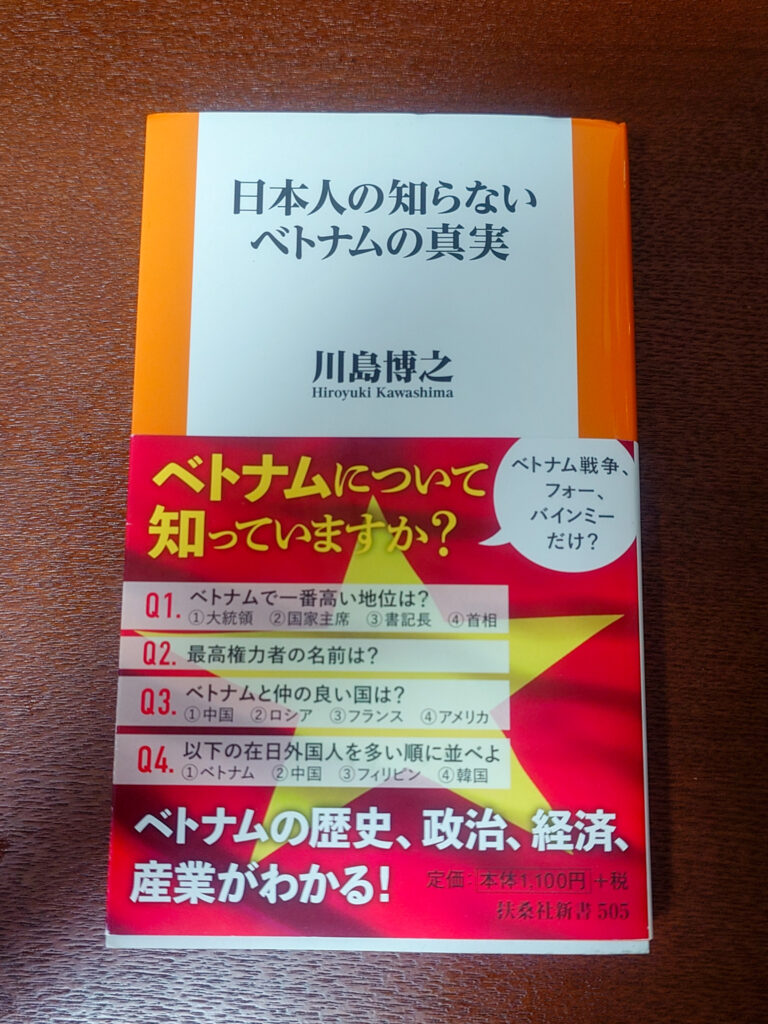 日本人の知らない
ベトナムの真実
川島博之
Hiroyuki Kawashima
ベトナムについて
知っていますか?
ベトナム戦争、
フォー、
バインミー
だけ?
Q1. ベトナムで一番高い地位は?
①大統領 ②国家主席 ③書記長 ④首相
Q2. 最高権力者の名前は?
Q3. ベトナムと仲の良い国は?
①中国 ②ロシア ③フランス ④アメリカ
Q4. 以下の在日外国人を多い順に並べよ
①ベトナム ②中国 ③フィリピン ④韓国
ベトナムの歴史、政治、経済、
産業がわかる!
定価:本体1,100円+税
扶桑社新書 505